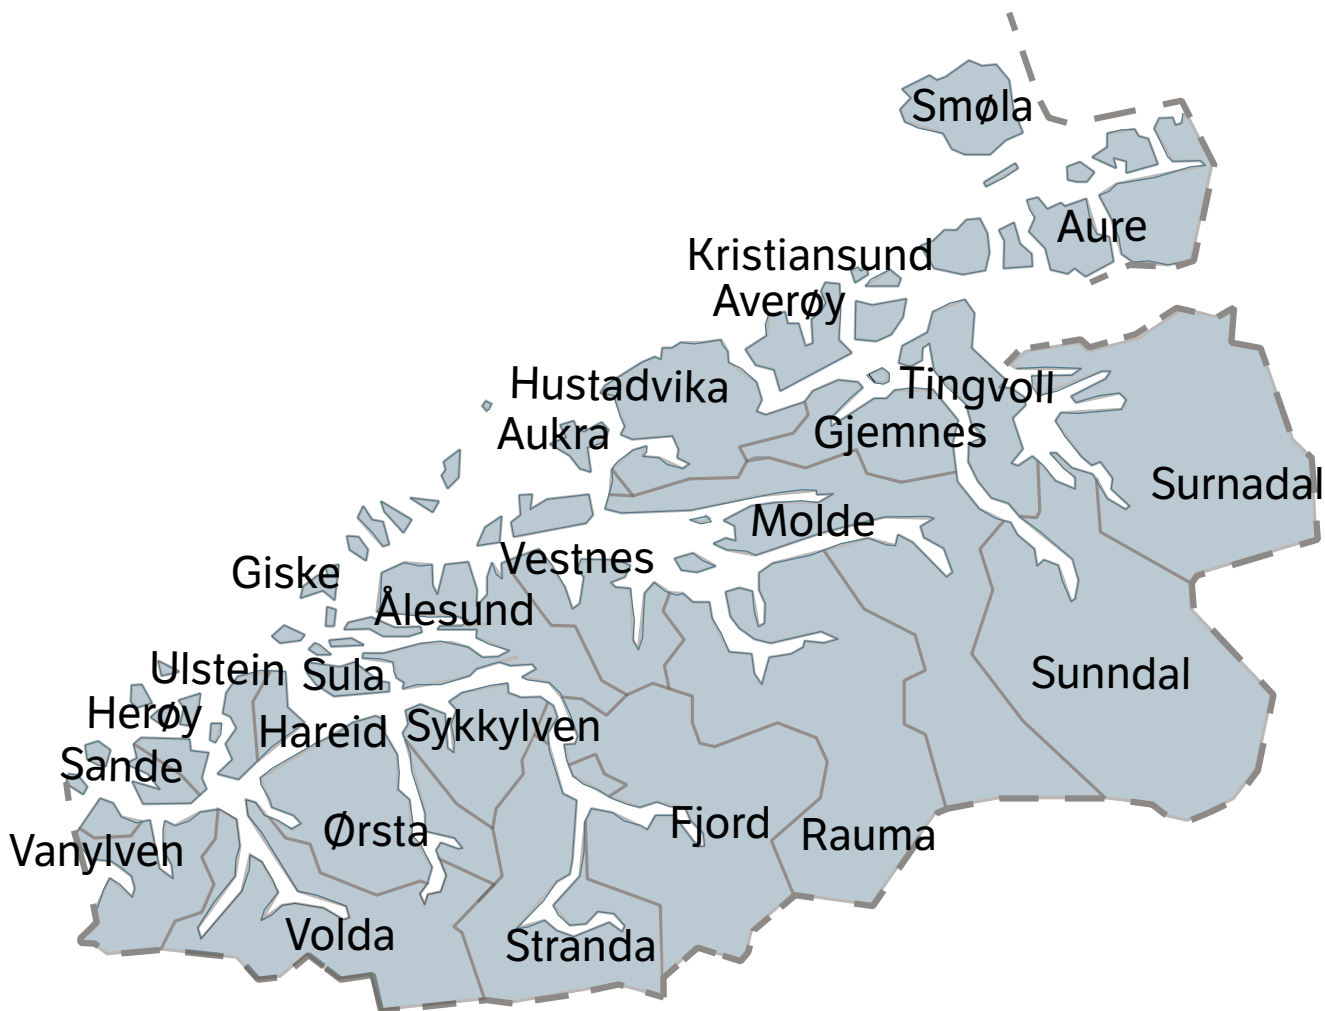 Smøla
Aure
Kristiansund
Averøy
Hustadvika
Tingvoll
Aukra
Gjemnes
Surnadal
Molde
Vestnes
Giske
Ålesund
Ulstein
Sula
Sunndal
Herøy
Hareid
Sykkylven
Sande
Fjord
Ørsta
Rauma
Vanylven
Volda
Stranda